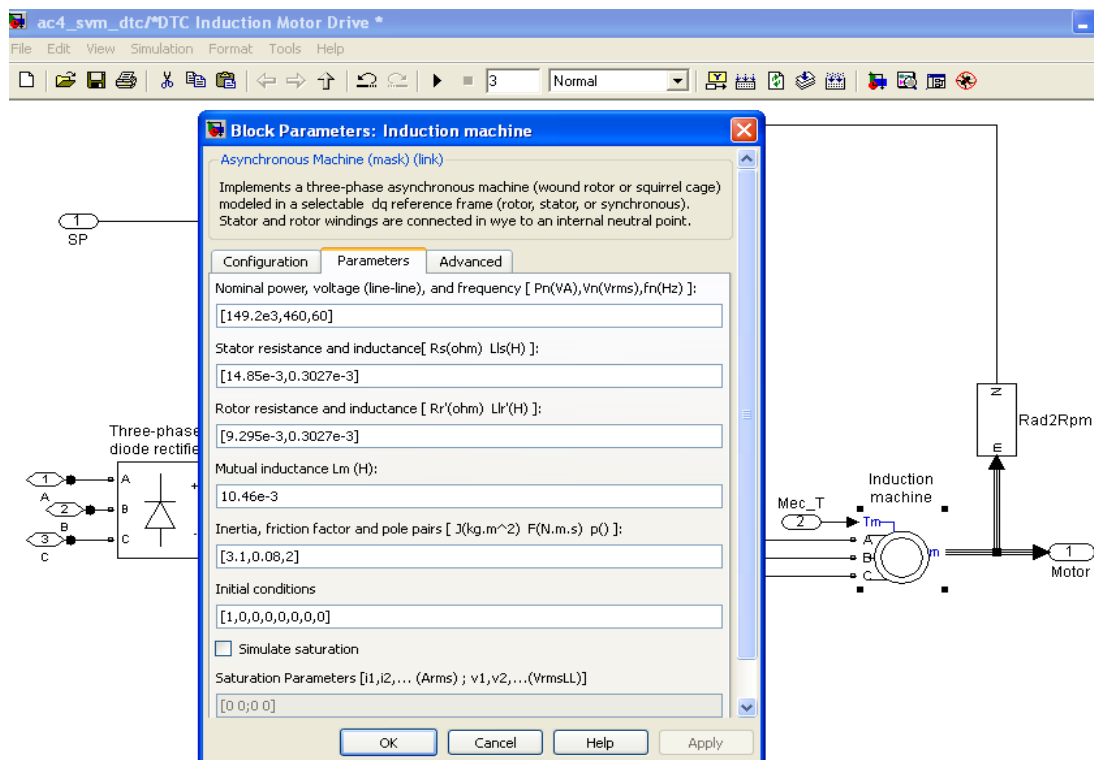 ac4_svm_dtc/*DTC Induction Motor Drive *
File Edit View Simulation Format Tools Help
3 Normal
Block Parameters: Induction machine
Asynchronous Machine (mask) (link)
Implements a three-phase asynchronous machine (wound rotor or squirrel cage)
modeled in a selectable dq reference frame (rotor, stator, or synchronous).
Stator and rotor windings are connected in wye to an internal neutral point.
Configuration Parameters Advanced
Nominal power, voltage (line-line), and frequency [ Pn(VA),Vn(Vrms),fn(Hz) ]:
[149.2e3,460,60]
Stator resistance and inductance[ Rs(ohm) Lls(H) ]:
[14.85e-3,0.3027e-3]
Rotor resistance and inductance [ Rr'(ohm) Llr'(H) ]:
[9.295e-3,0.3027e-3]
Mutual inductance Lm (H):
10.46e-3
Inertia, friction factor and pole pairs [ J(kg.m^2) F(N.m.s) p() ]:
[3.1,0.08,2]
Initial conditions
[1,0,0,0,0,0,0,0]
Simulate saturation
Saturation Parameters [i1,i2,... (Arms) ; v1,v2,...(VrmsLL)]
[0 0;0 0]
OK Cancel Help Apply
1
SP
Three-phase
diode rectifie
1
A
2
B
3
C
A
B
C
+
-
N
m
Rad2Rpm
Induction
machine
Mec_T
2
Tm
A
B
C
m
1
Motor